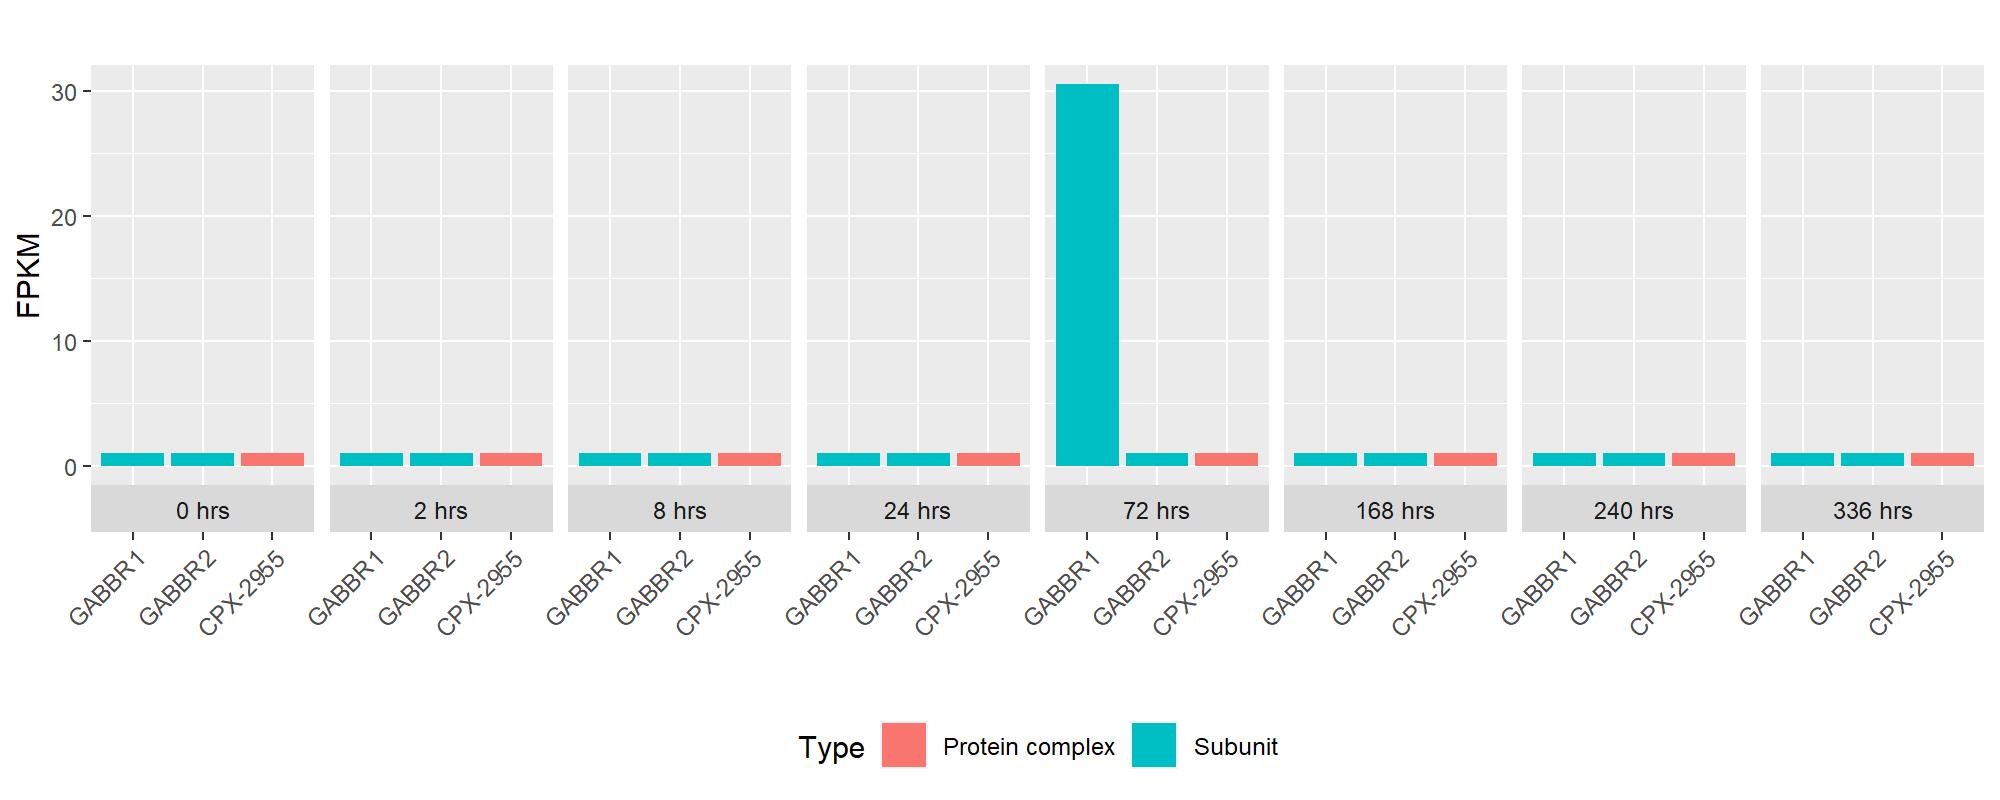 FPKM
30
20
10
0
0 hrs 2 hrs 8 hrs 24 hrs 72 hrs 168 hrs 240 hrs 336 hrs
GABBR1 GABBR2 CPX-2955 GABBR1 GABBR2 CPX-2955 GABBR1 GABBR2 CPX-2955 GABBR1 GABBR2 CPX-2955 GABBR1 GABBR2 CPX-2955 GABBR1 GABBR2 CPX-2955 GABBR1 GABBR2 CPX-2955 GABBR1 GABBR2 CPX-2955
Type Protein complex Subunit